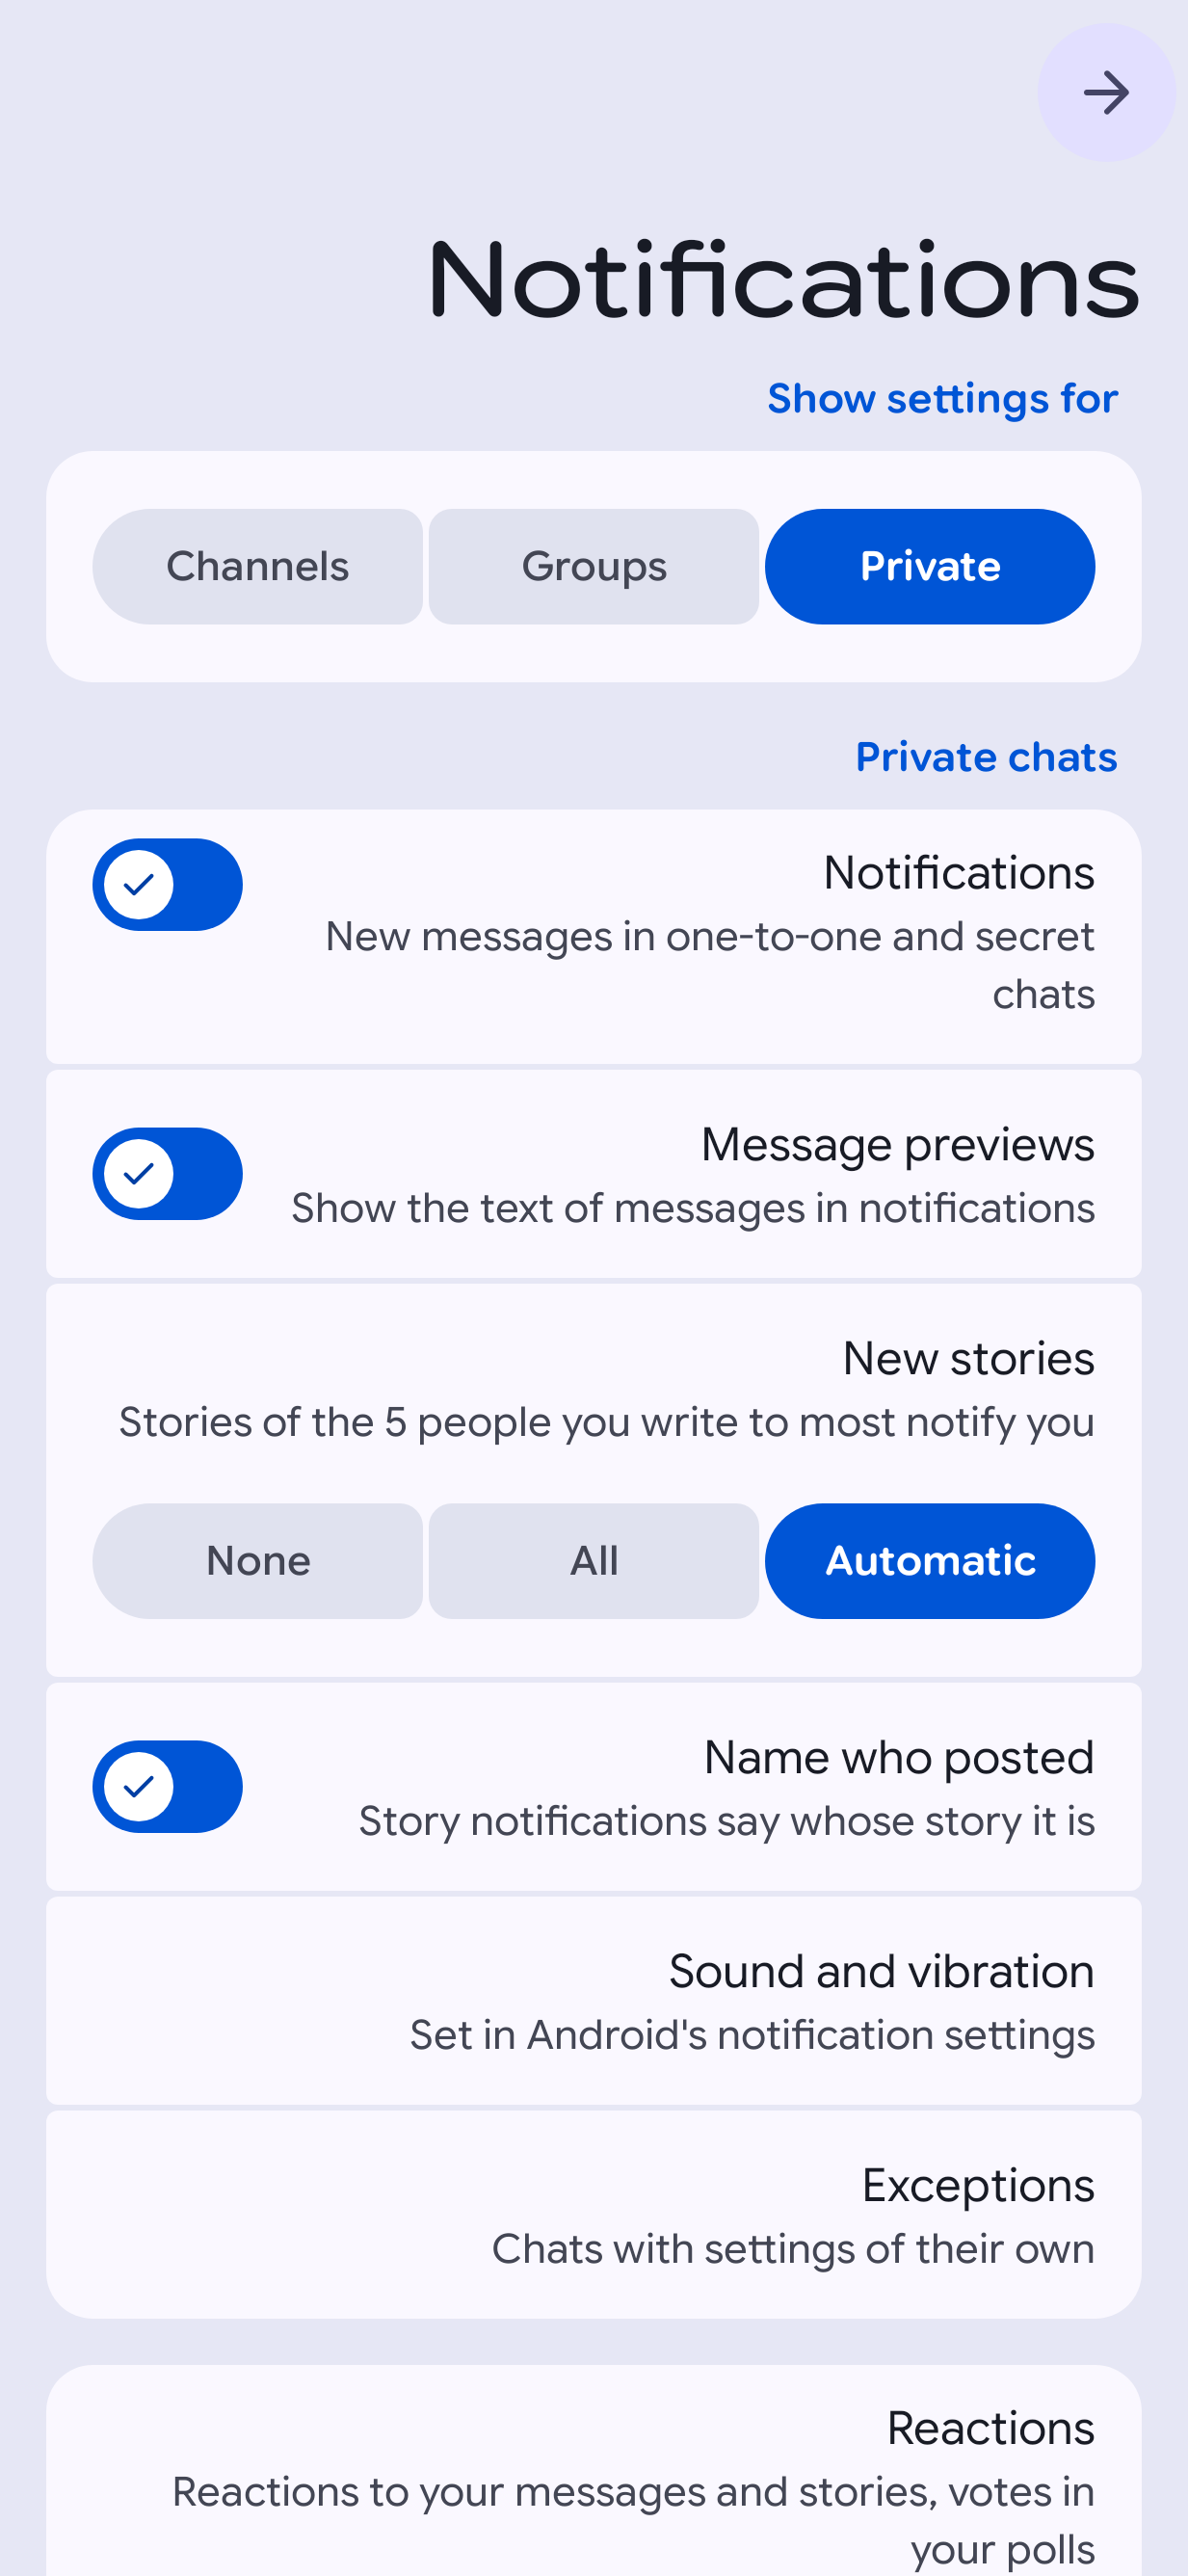 Notifications
Show settings for
Private
Groups
Channels
Private chats
Notifications
New messages in one-to-one and secret
chats
Message previews
Show the text of messages in notifications
New stories
Stories of the 5 people you write to most notify you
Automatic
All
None
Name who posted
Story notifications say whose story it is
Sound and vibration
Set in Android's notification settings
Exceptions
Chats with settings of their own
Reactions
Reactions to your messages and stories, votes in
your polls